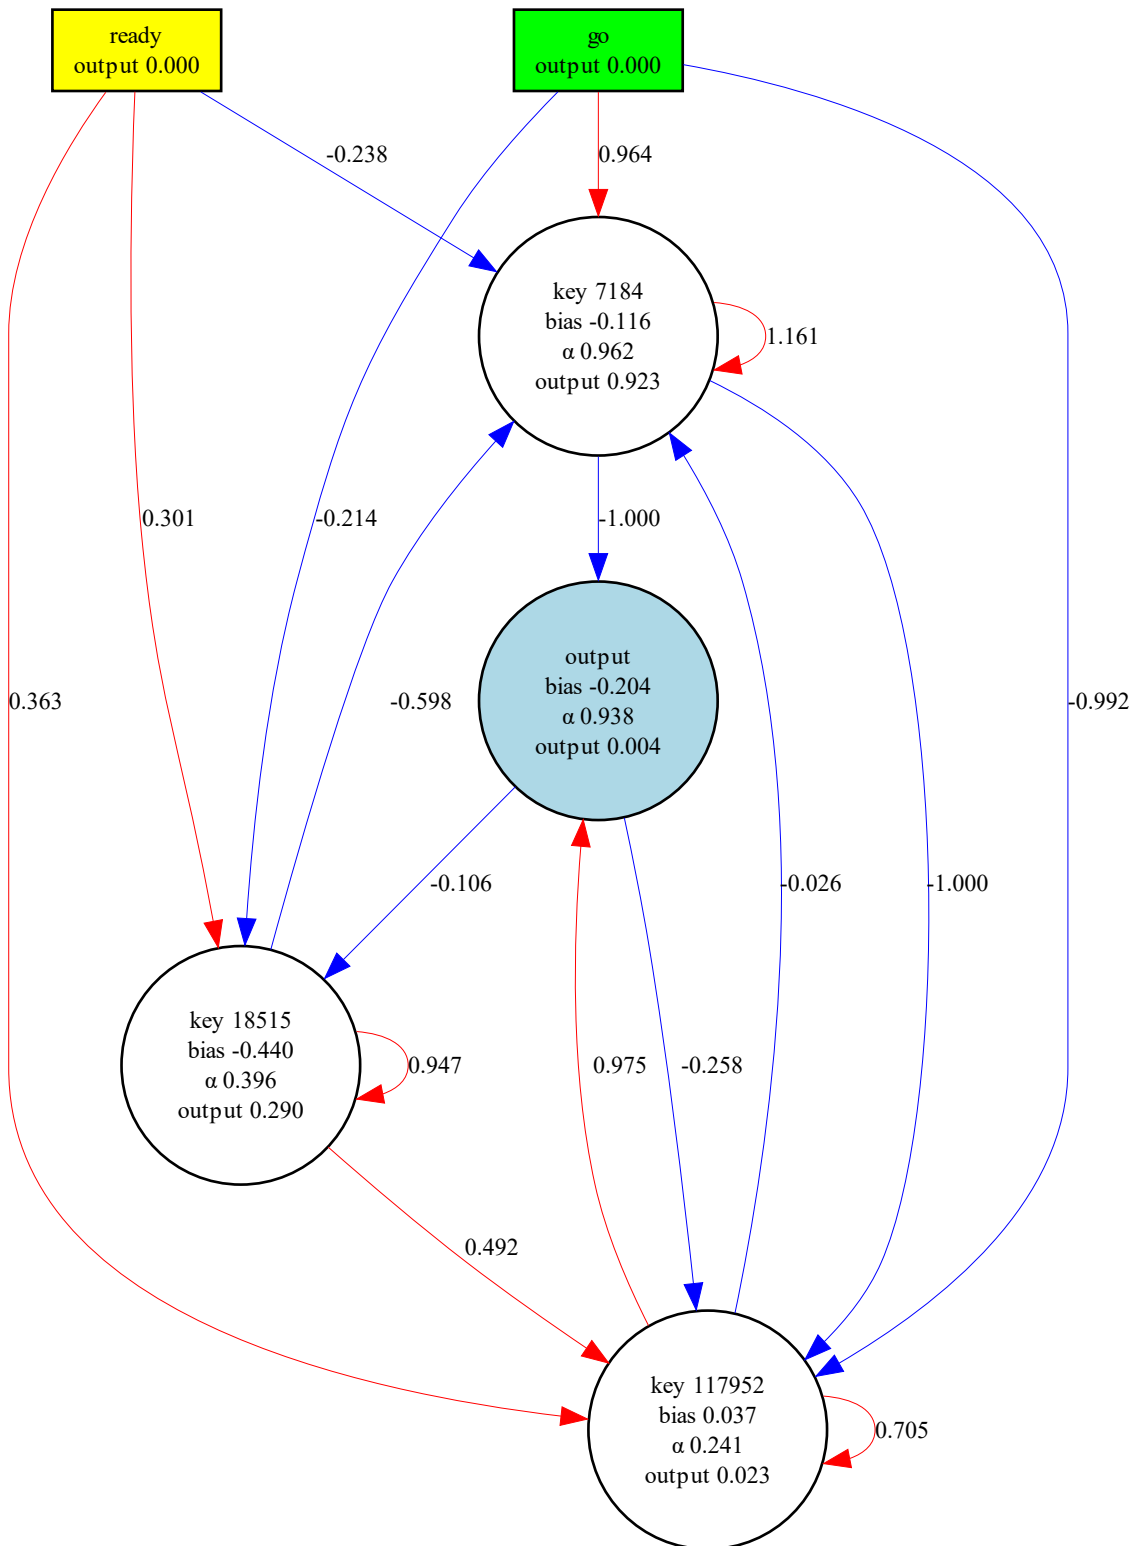 ready
output 0.000
go
output 0.000
-0.238
0.964
key 7184
bias -0.116
α 0.962
output 0.923
1.161
0.301
-0.214
-1.000
output
bias -0.204
α 0.938
output 0.004
0.363
-0.598
-0.992
-0.106
-0.026
-1.000
key 18515
bias -0.440
α 0.396
output 0.290
0.947
0.975
-0.258
0.492
key 117952
bias 0.037
α 0.241
output 0.023
0.705